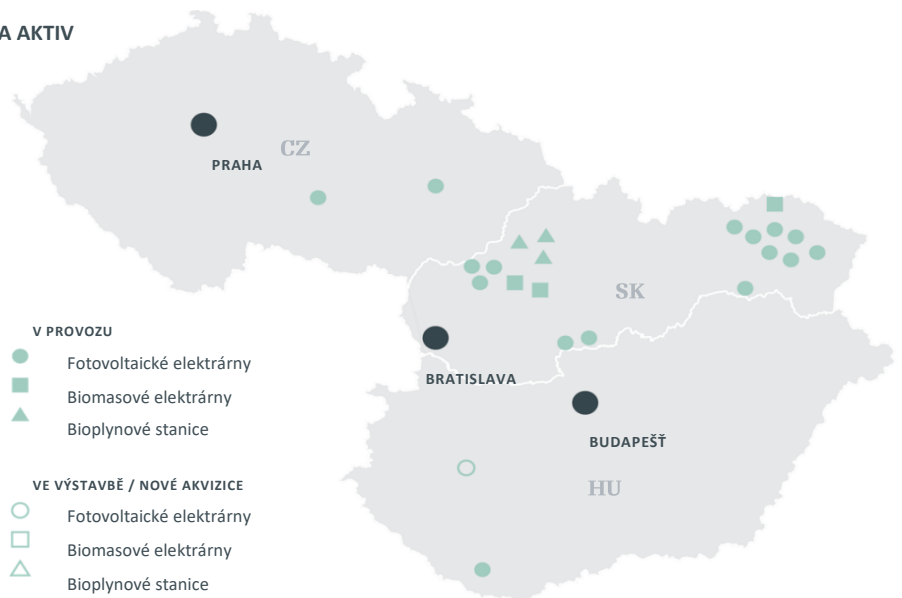 A AKTIV
CZ
PRAHA
SK
V PROVOZU
Fotovoltaické elektrárny
BRATISLAVA
Biomasové elektrárny
Bioplynové stanice
BUDAPEŠŤ
HU
VE VÝSTAVBĚ / NOVÉ AKVIZICE
Fotovoltaické elektrárny
Biomasové elektrárny
Bioplynové stanice